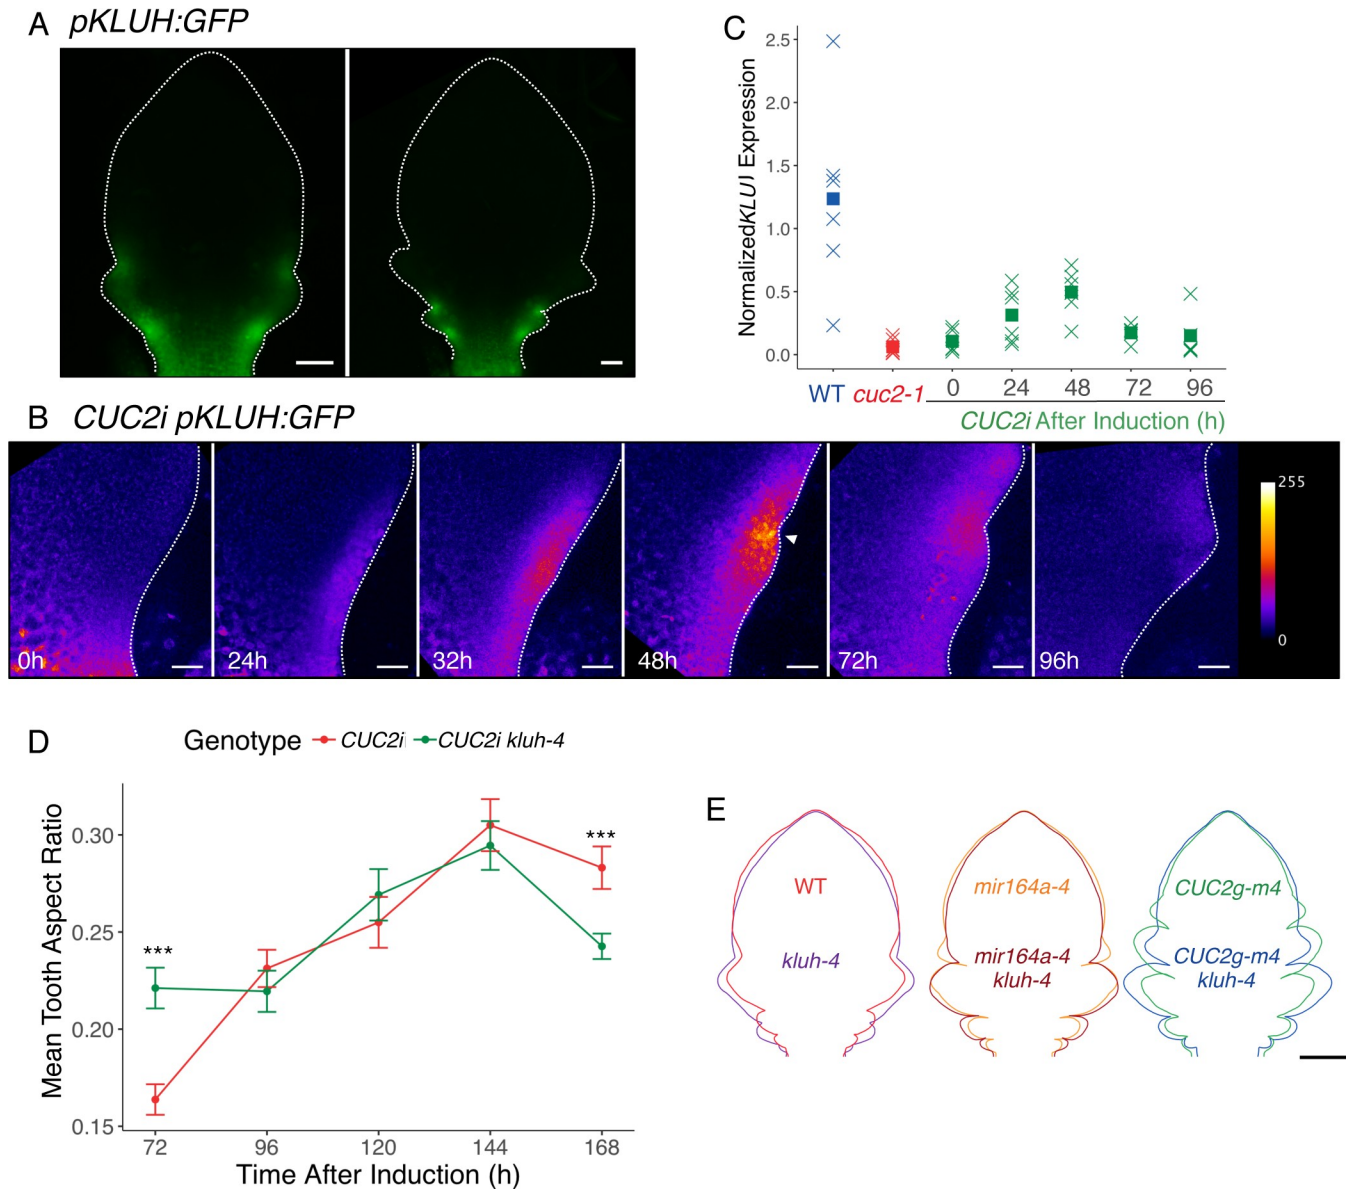 A pKLUH:GFP
C
Normalized KLU) Expression
2.5
2.0
1.5
1.0
0.5
0.0
WT cuc2-1 0 24 48 72 96
CUC2i After Induction (h)
B CUC2i pKLUH:GFP
0h 24h 32h 48h 72h 96h
255
0
D
Genotype CUC2i CUC2i kluh-4
Mean Tooth Aspect Ratio
0.30
0.25
0.20
0.15
***
***
72 96 120 144 168
Time After Induction (h)
E
WT
kluh-4
mir164a-4
mir164a-4
kluh-4
CUC2g-m4
CUC2g-m4
kluh-4